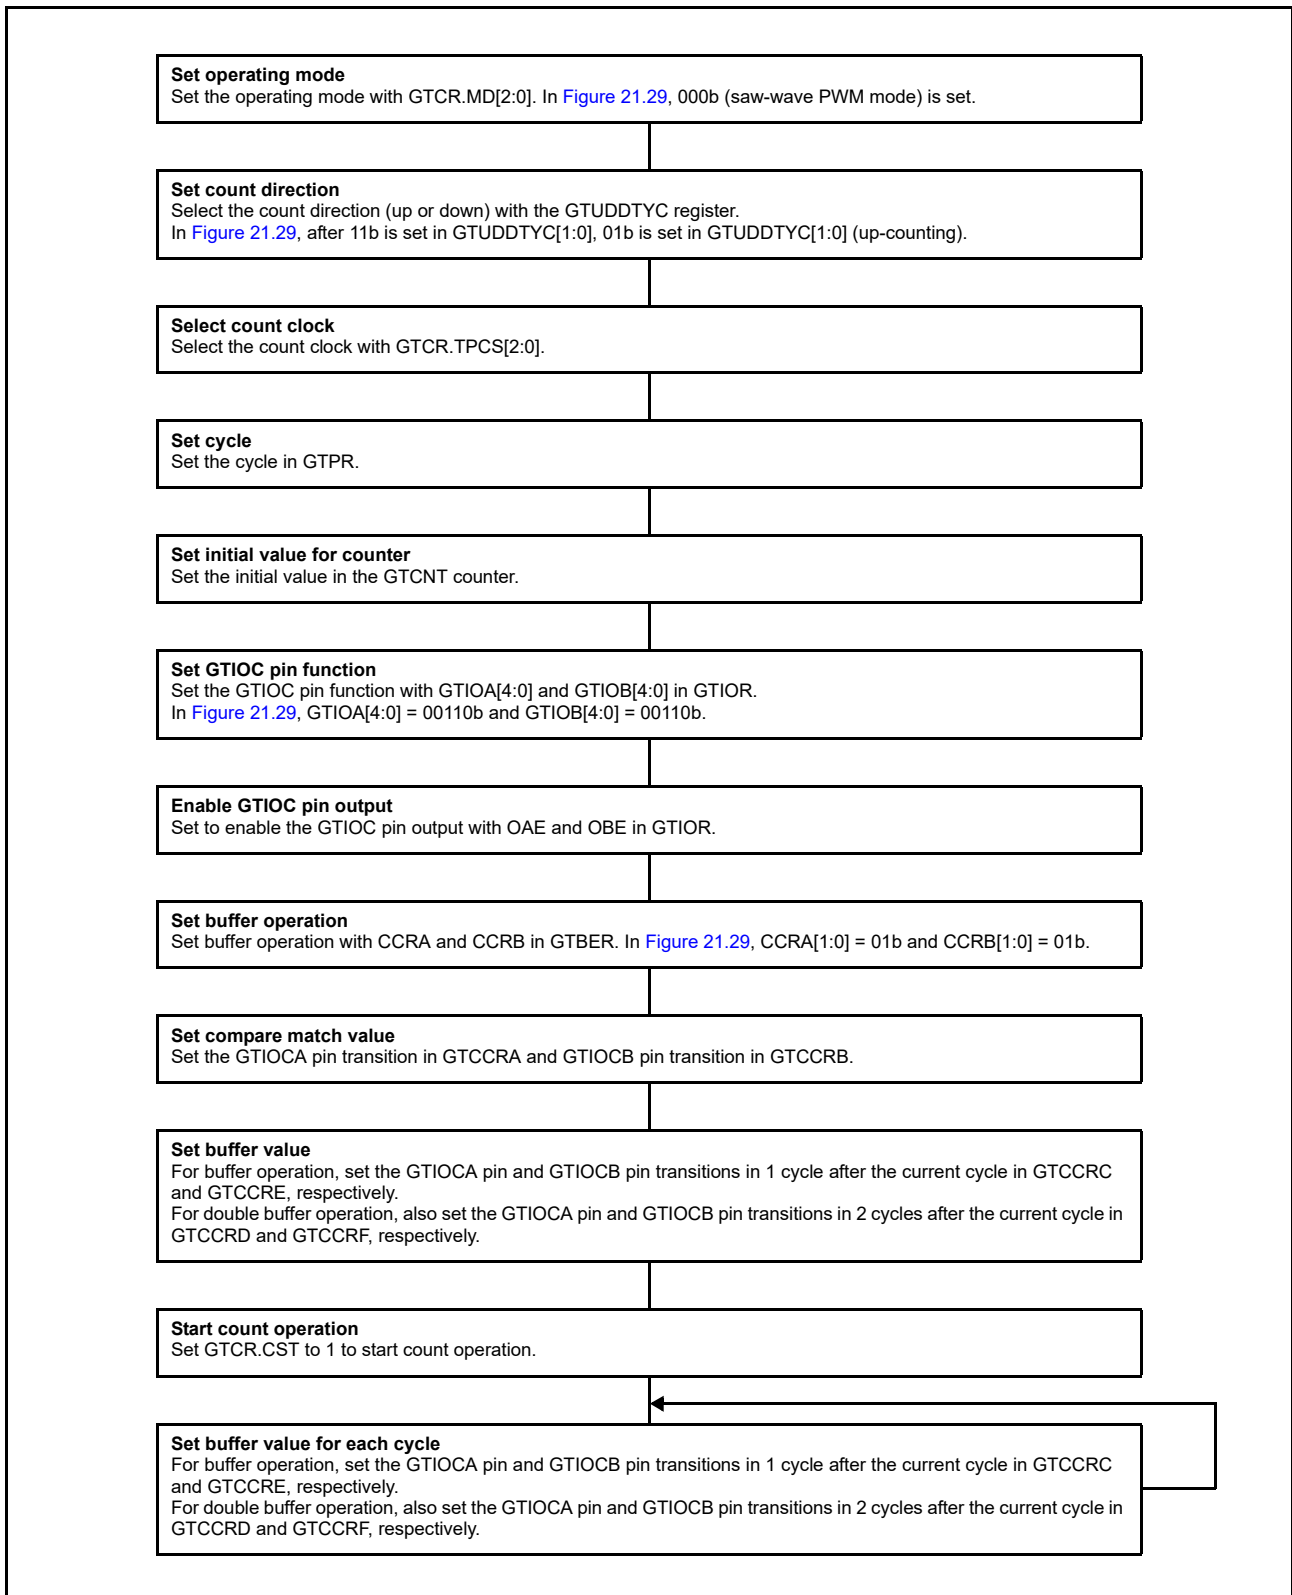 Set operating mode
Set the operating mode with GTCR.MD[2:0]. In Figure 21.29, 000b (saw-wave PWM mode) is set.
Set count direction
Select the count direction (up or down) with the GTUDDTYC register.
In Figure 21.29, after 11b is set in GTUDDTYC[1:0], 01b is set in GTUDDTYC[1:0] (up-counting).
Select count clock
Select the count clock with GTCR.TPCS[2:0].
Set cycle
Set the cycle in GTPR.
Set initial value for counter
Set the initial value in the GTCNT counter.
Set GTIOC pin function
Set the GTIOC pin function with GTIOA[4:0] and GTIOB[4:0] in GTIOR.
In Figure 21.29, GTIOA[4:0] = 00110b and GTIOB[4:0] = 00110b.
Enable GTIOC pin output
Set to enable the GTIOC pin output with OAE and OBE in GTIOR.
Set buffer operation
Set buffer operation with CCRA and CCRB in GTBER. In Figure 21.29, CCRA[1:0] = 01b and CCRB[1:0] = 01b.
Set compare match value
Set the GTIOCA pin transition in GTCCRA and GTIOCB pin transition in GTCCRB.
Set buffer value
For buffer operation, set the GTIOCA pin and GTIOCB pin transitions in 1 cycle after the current cycle in GTCCRC
and GTCCRE, respectively.
For double buffer operation, also set the GTIOCA pin and GTIOCB pin transitions in 2 cycles after the current cycle in
GTCCRD and GTCCRF, respectively.
Start count operation
Set GTCR.CST to 1 to start count operation.
Set buffer value for each cycle
For buffer operation, set the GTIOCA pin and GTIOCB pin transitions in 1 cycle after the current cycle in GTCCRC
and GTCCRE, respectively.
For double buffer operation, also set the GTIOCA pin and GTIOCB pin transitions in 2 cycles after the current cycle in
GTCCRD and GTCCRF, respectively.